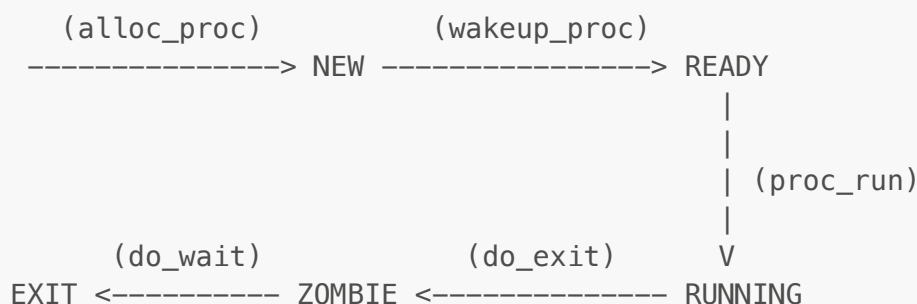 (alloc_proc) (wakeup_proc)
---------------> NEW ----------------> READY
|
|
| (proc_run)
|
(do_wait) (do_exit) V
EXIT <---------- ZOMBIE <-------------- RUNNING